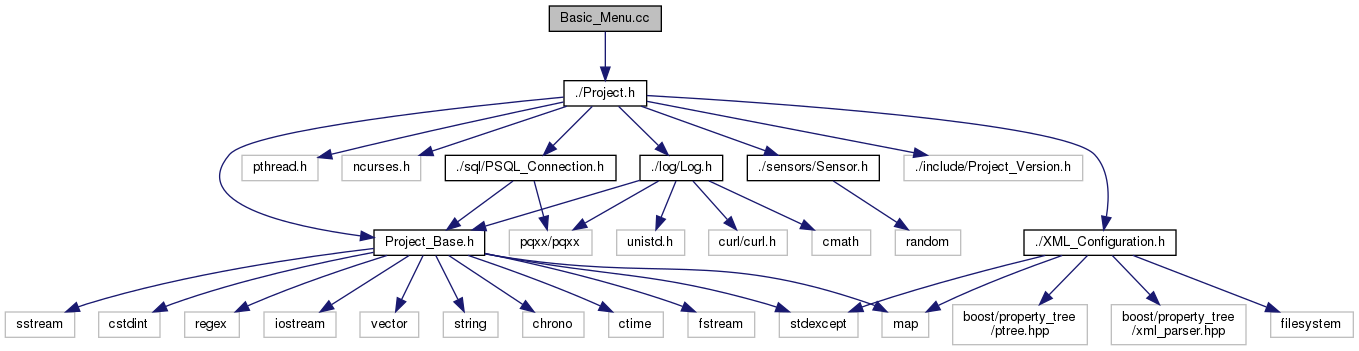 Basic_Menu.cc
./Project.h
pthread.h
ncurses.h
./sql/PSQL_Connection.h
./log/Log.h
./sensors/Sensor.h
./include/Project_Version.h
Project_Base.h
pqxx/pqxx
unistd.h
curl/curl.h
cmath
random
./XML_Configuration.h
sstream
cstdint
regex
iostream
vector
string
chrono
ctime
fstream
stdexcept
map
boost/property_tree
/ptree.hpp
boost/property_tree
/xml_parser.hpp
filesystem